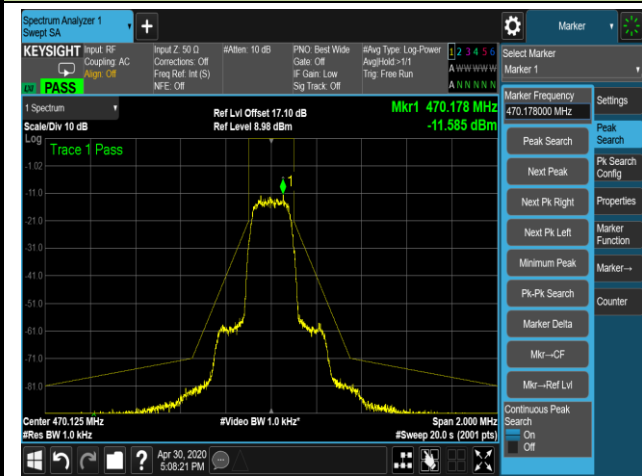 Spectrum Analyzer 1
Swept SA
+
Marker
KEYSIGHT
Input: RF
Coupling: AC
Align: Off
Input Z: 50 Ω
Corrections: Off
Freq Ref: Int (S)
NFE: Off
#Atten: 10 dB
PNO: Best Wide
Gate: Off
IF Gain: Low
Sig Track: Off
#Avg Type: Log-Power
Avg|Hold:>1/1
Trig: Free Run
1 2 3 4 5 6
A W W W W W
A N N N N N
LXI PASS
Select Marker
Marker 1
1 Spectrum
Scale/Div 10 dB
Ref Lvl Offset 17.10 dB
Ref Level 8.98 dBm
Mkr1 470.178 MHz
-11.585 dBm
Log
Trace 1 Pass
1
-1.02
-11.0
-21.0
-31.0
-41.0
-51.0
-61.0
-71.0
-81.0
Center 470.125 MHz
#Res BW 1.0 kHz
#Video BW 1.0 kHz*
Span 2.000 MHz
#Sweep 20.0 s (2001 pts)
Marker Frequency
470.178000 MHz
Peak Search
Next Peak
Next Pk Right
Next Pk Left
Minimum Peak
Pk-Pk Search
Marker Delta
Mkr→CF
Mkr→Ref Lvl
Continuous Peak
Search
On
Off
Settings
Peak
Search
Pk Search
Config
Properties
Marker
Function
Marker→
Counter
?
Apr 30, 2020
5:08:21 PM